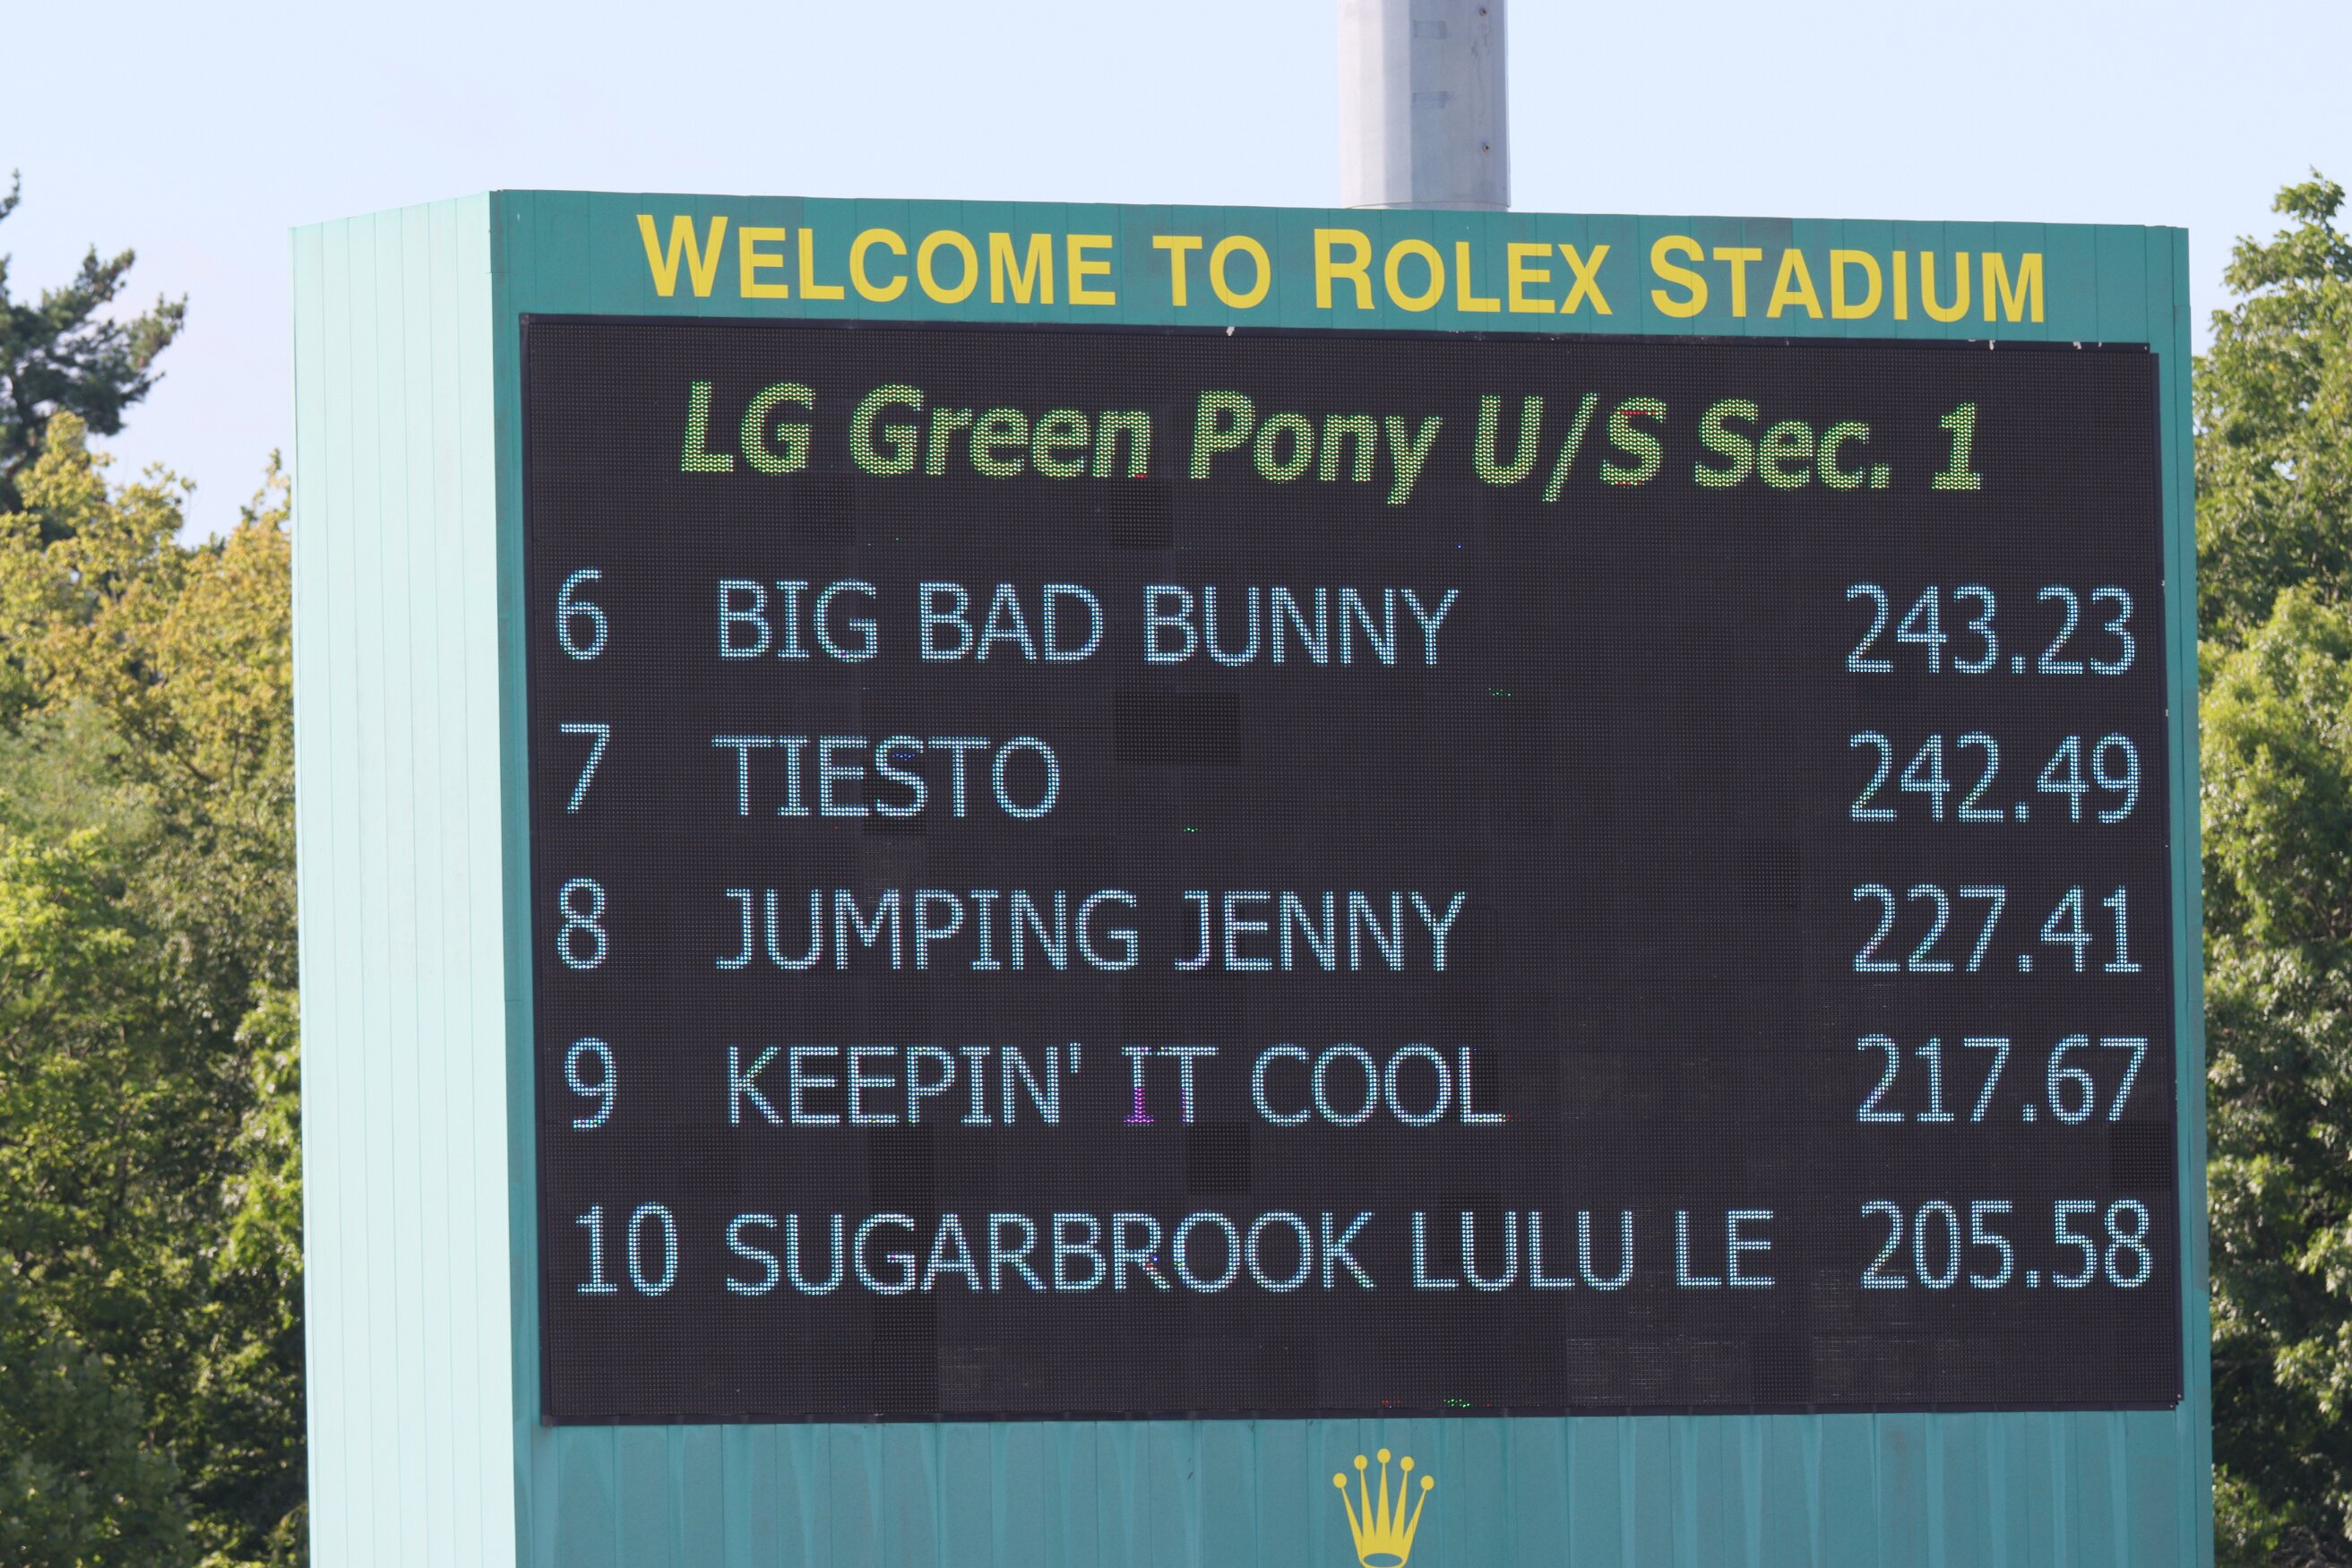 WELCOME TO ROLEX STADIUM
LG Green Pony U/S Sec. 1
6 BIG BAD BUNNY 243.23
7 TIESTO 242.49
8 JUMPING JENNY 227.41
9 KEEPIN' IT COOL 217.67
10 SUGARBROOK LULU LE 205.58